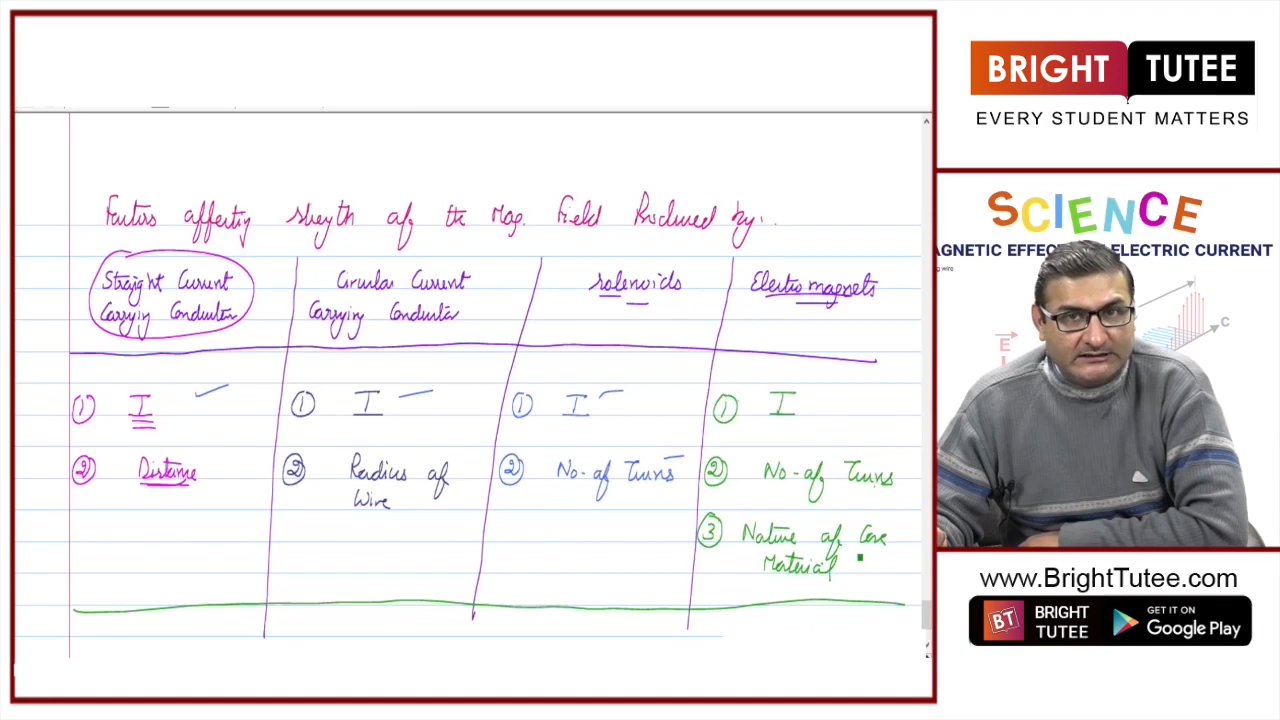 Factors affecting strength of the Mag. Field Produced by:
Straight Current
Carrying Conductor
Circular Current
Carrying Conductor
solenoids
Electromagnets
① I
② Distance
① I
② Radius of
wire
① I
② No-of Turns
① I
② No-of Turns
③ Nature of Core
Material
BRIGHT TUTEE
EVERY STUDENT MATTERS
SCIENCE
AGNETIC EFFE ELECTRIC CURRENT
ng wire
E
I
C
www.BrightTutee.com
BT
BRIGHT
TUTEE
GET IT ON
Google Play